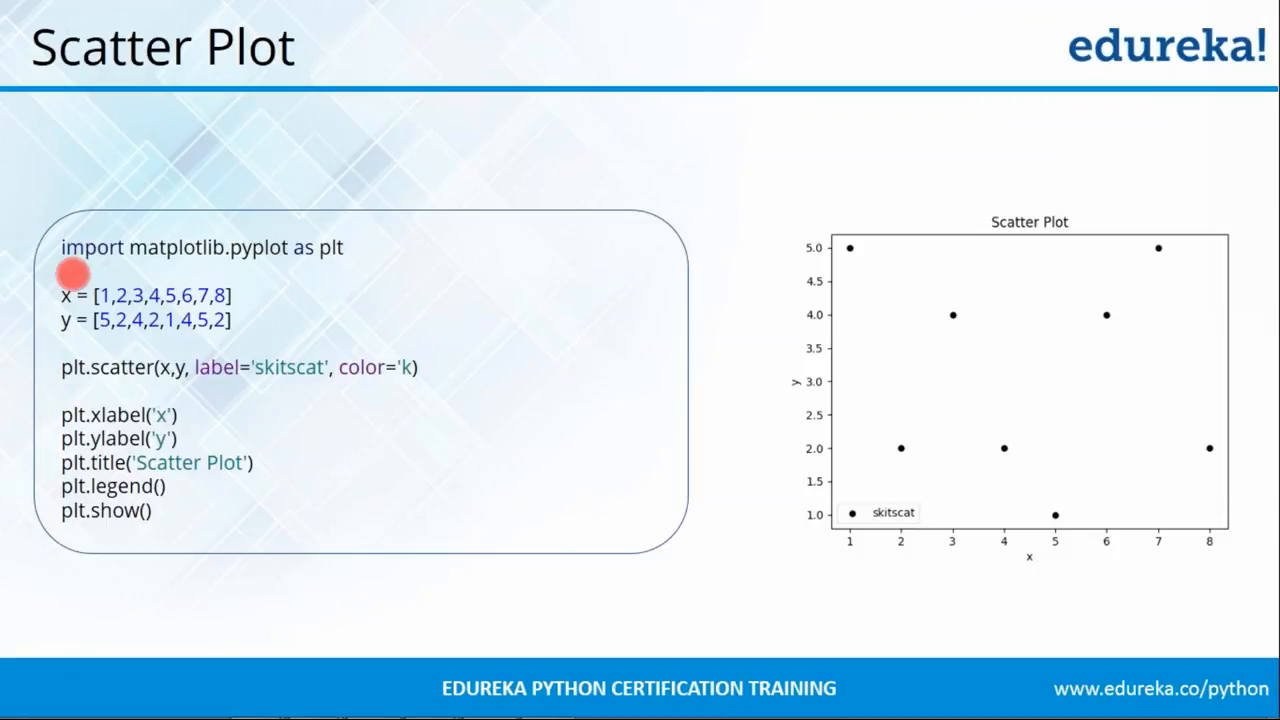 Scatter Plot
edureka!
import matplotlib.pyplot as plt
x = [1,2,3,4,5,6,7,8]
y = [5,2,4,2,1,4,5,2]
plt.scatter(x,y, label='skitscat', color='k)
plt.xlabel('x')
plt.ylabel('y')
plt.title('Scatter Plot')
plt.legend()
plt.show()
Scatter Plot
5.0
4.5
4.0
3.5
3.0
2.5
2.0
1.5
1.0
y
skitscat
1 2 3 4 5 6 7 8
x
EDUREKA PYTHON CERTIFICATION TRAINING
www.edureka.co/python